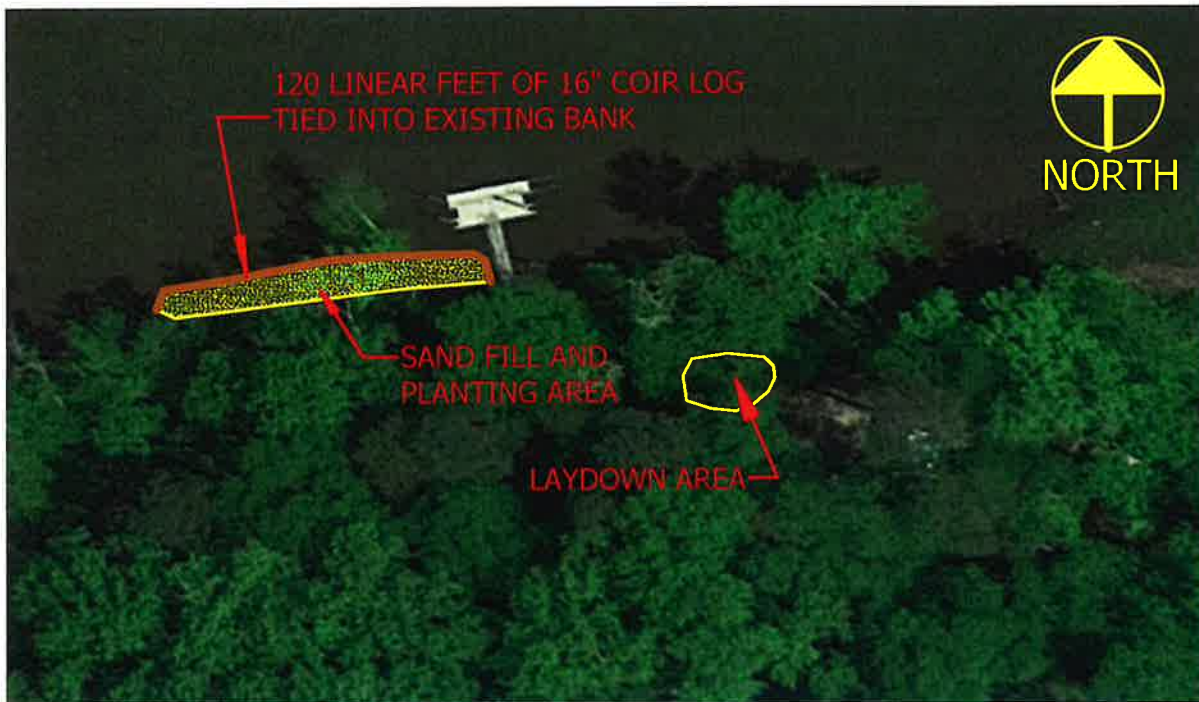 120 LINEAR FEET OF 16" COIR LOG
TIED INTO EXISTING BANK
NORTH
SAND FILL AND
PLANTING AREA
LAYDOWN AREA